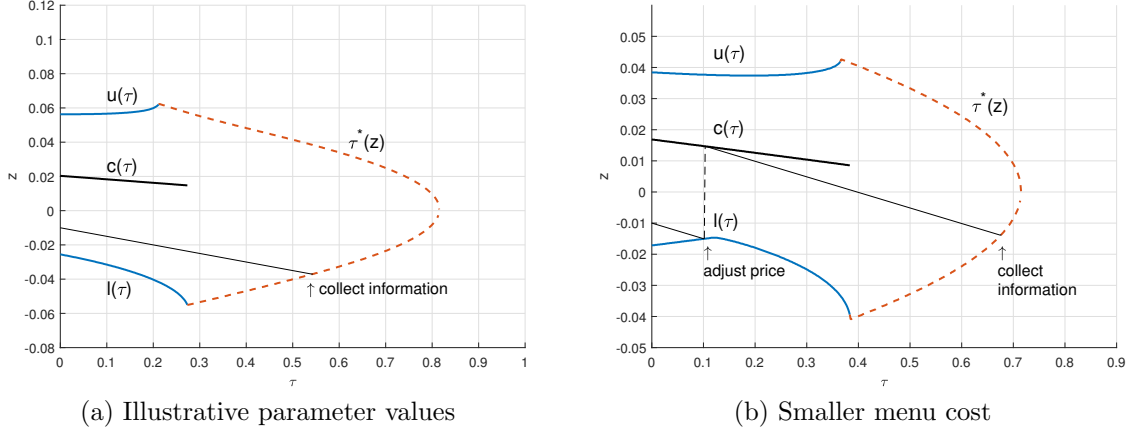 0.12
0.1
0.08
0.06
0.04
0.02
0
-0.02
-0.04
-0.06
-0.08
z
u(τ)
c(τ)
l(τ)
τ*(z)
↑ collect information
0 0.1 0.2 0.3 0.4 0.5 0.6 0.7 0.8 0.9 1
τ
(a) Illustrative parameter values
0.05
0.04
0.03
0.02
0.01
0
-0.01
-0.02
-0.03
-0.04
-0.05
z
u(τ)
τ*(z)
c(τ)
l(τ)
↑
adjust price
↑
collect
information
0 0.1 0.2 0.3 0.4 0.5 0.6 0.7 0.8 0.9
τ
(b) Smaller menu cost